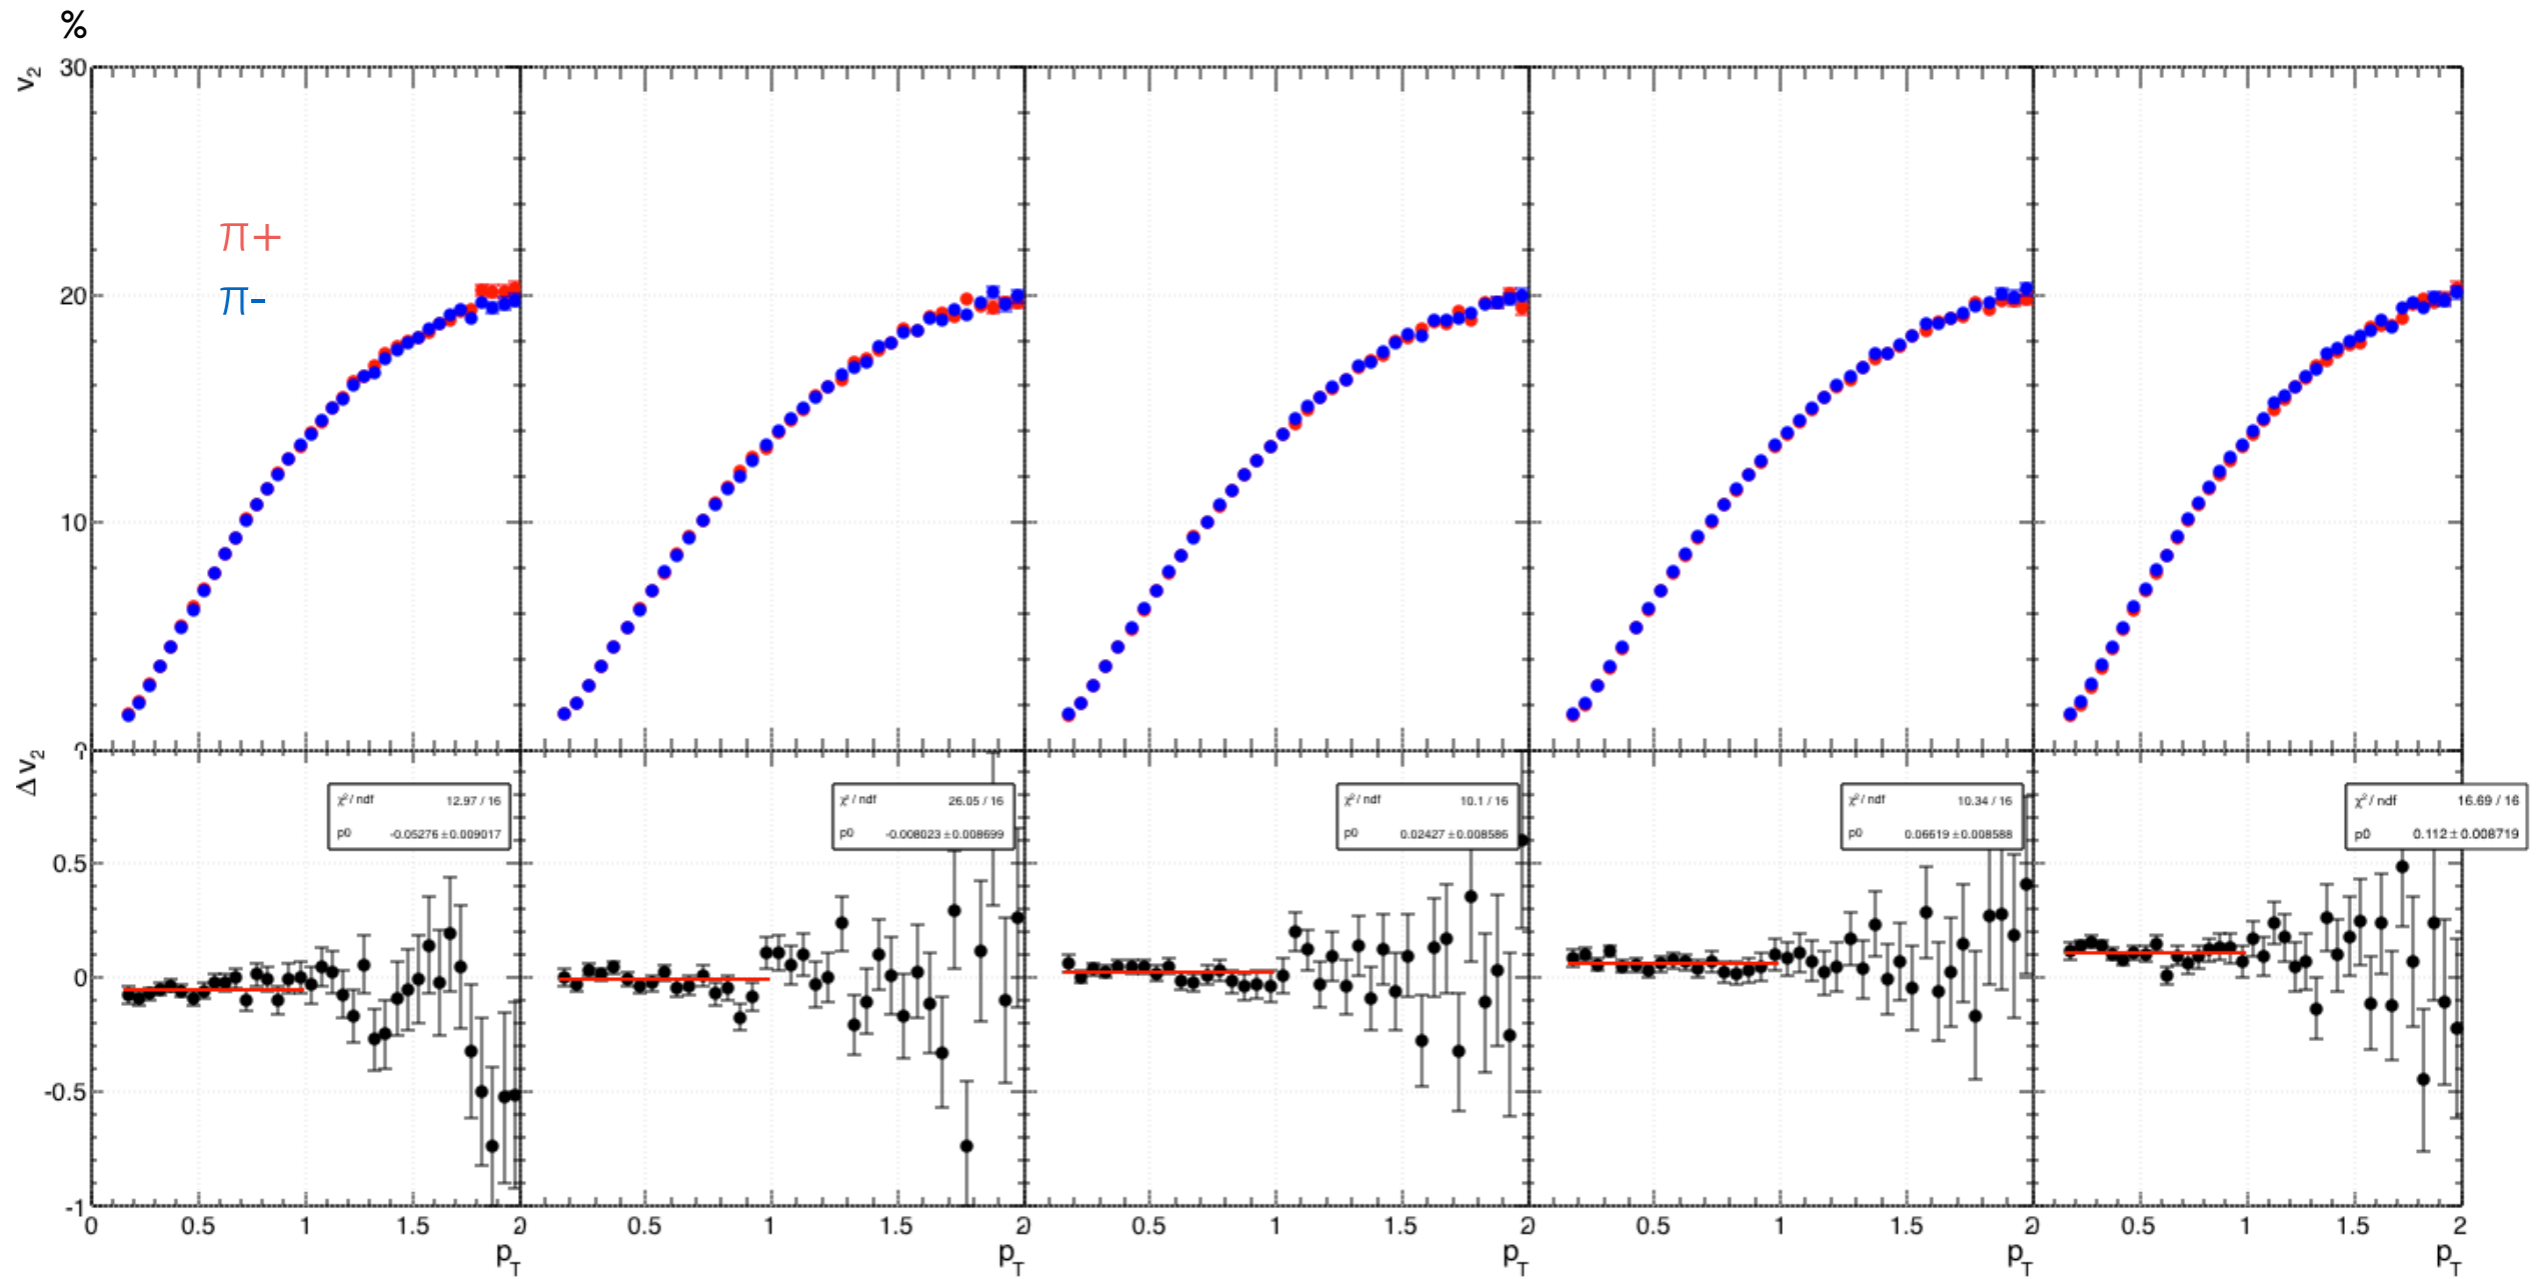 %
v2
30
20
10
0
π+
π-
Δ v2
0.5
0
-0.5
-1
χ² / ndf 12.97 / 16
p0 -0.05276 ± 0.009017
χ² / ndf 26.05 / 16
p0 -0.008023 ± 0.008699
χ² / ndf 10.1 / 16
p0 0.02427 ± 0.008586
χ² / ndf 10.34 / 16
p0 0.06619 ± 0.008588
χ² / ndf 16.69 / 16
p0 0.112 ± 0.008719
0 0.5 1 1.5 2
0.5 1 1.5 2
0.5 1 1.5 2
0.5 1 1.5 2
0.5 1 1.5 2
pT
pT
pT
pT
pT